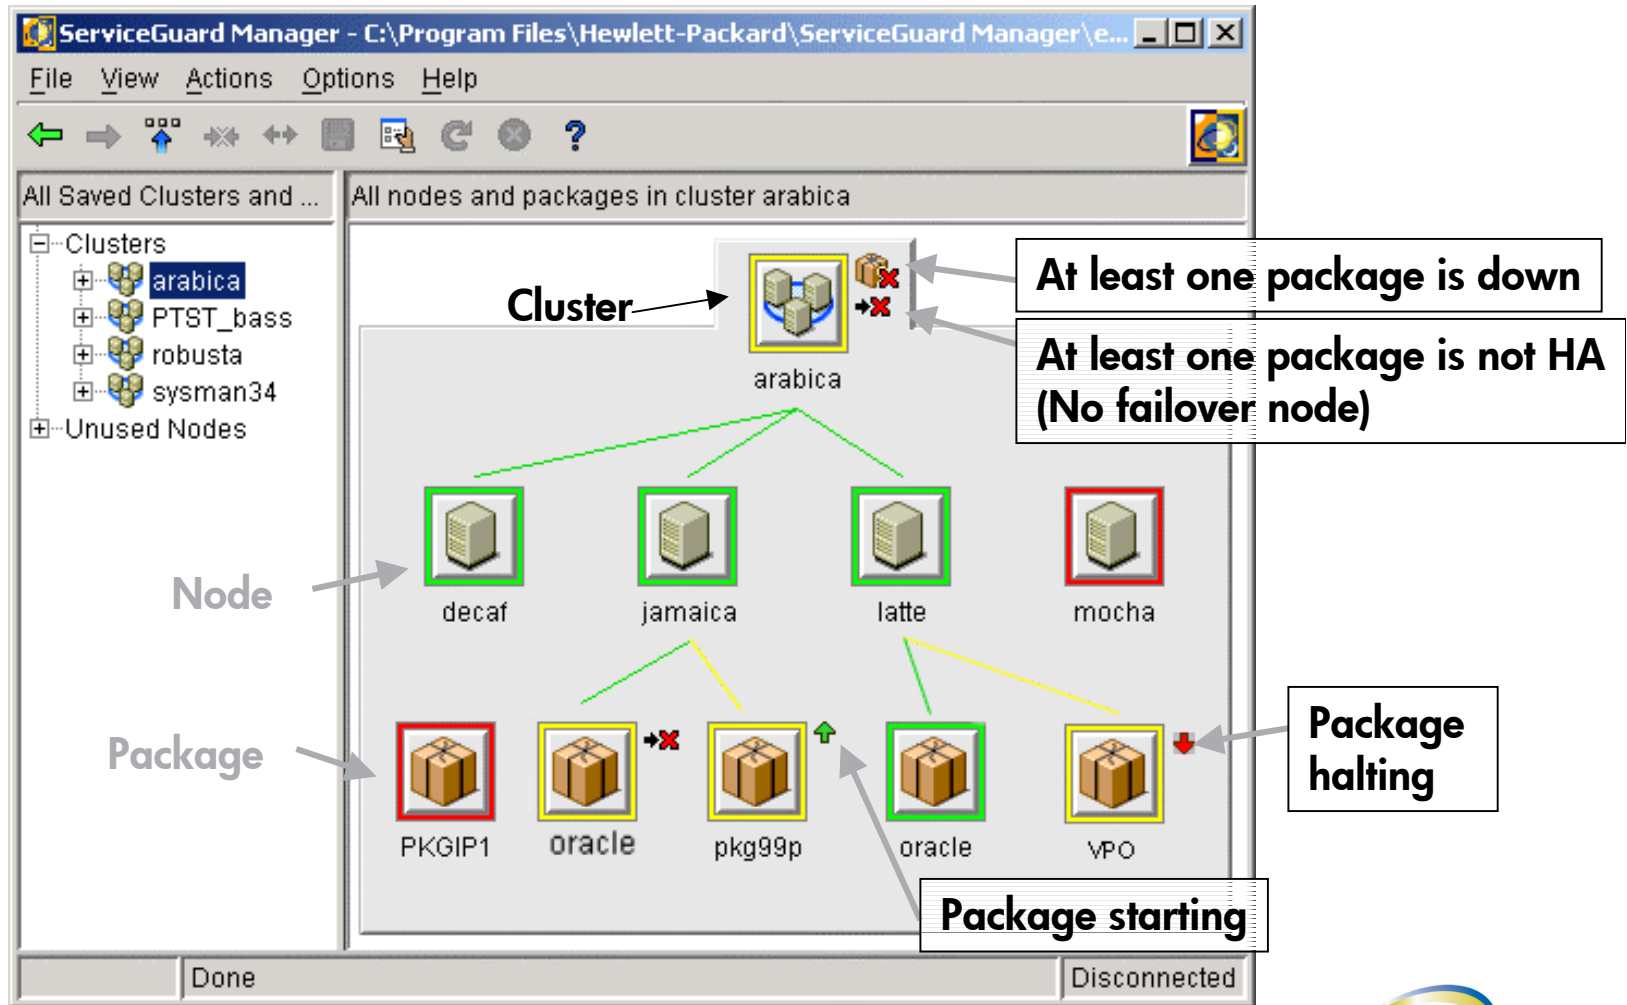 ServiceGuard Manager - C:\Program Files\Hewlett-Packard\ServiceGuard Manager\e...
File View Actions Options Help
All Saved Clusters and ...
All nodes and packages in cluster arabica
Clusters
arabica
PTST_bass
robusta
sysman34
Unused Nodes
Cluster
arabica
At least one package is down
At least one package is not HA
(No failover node)
Node
decaf
jamaica
latte
mocha
Package
PKGIP1
oracle
pkg99p
oracle
VPO
Package
halting
Package starting
Done
Disconnected